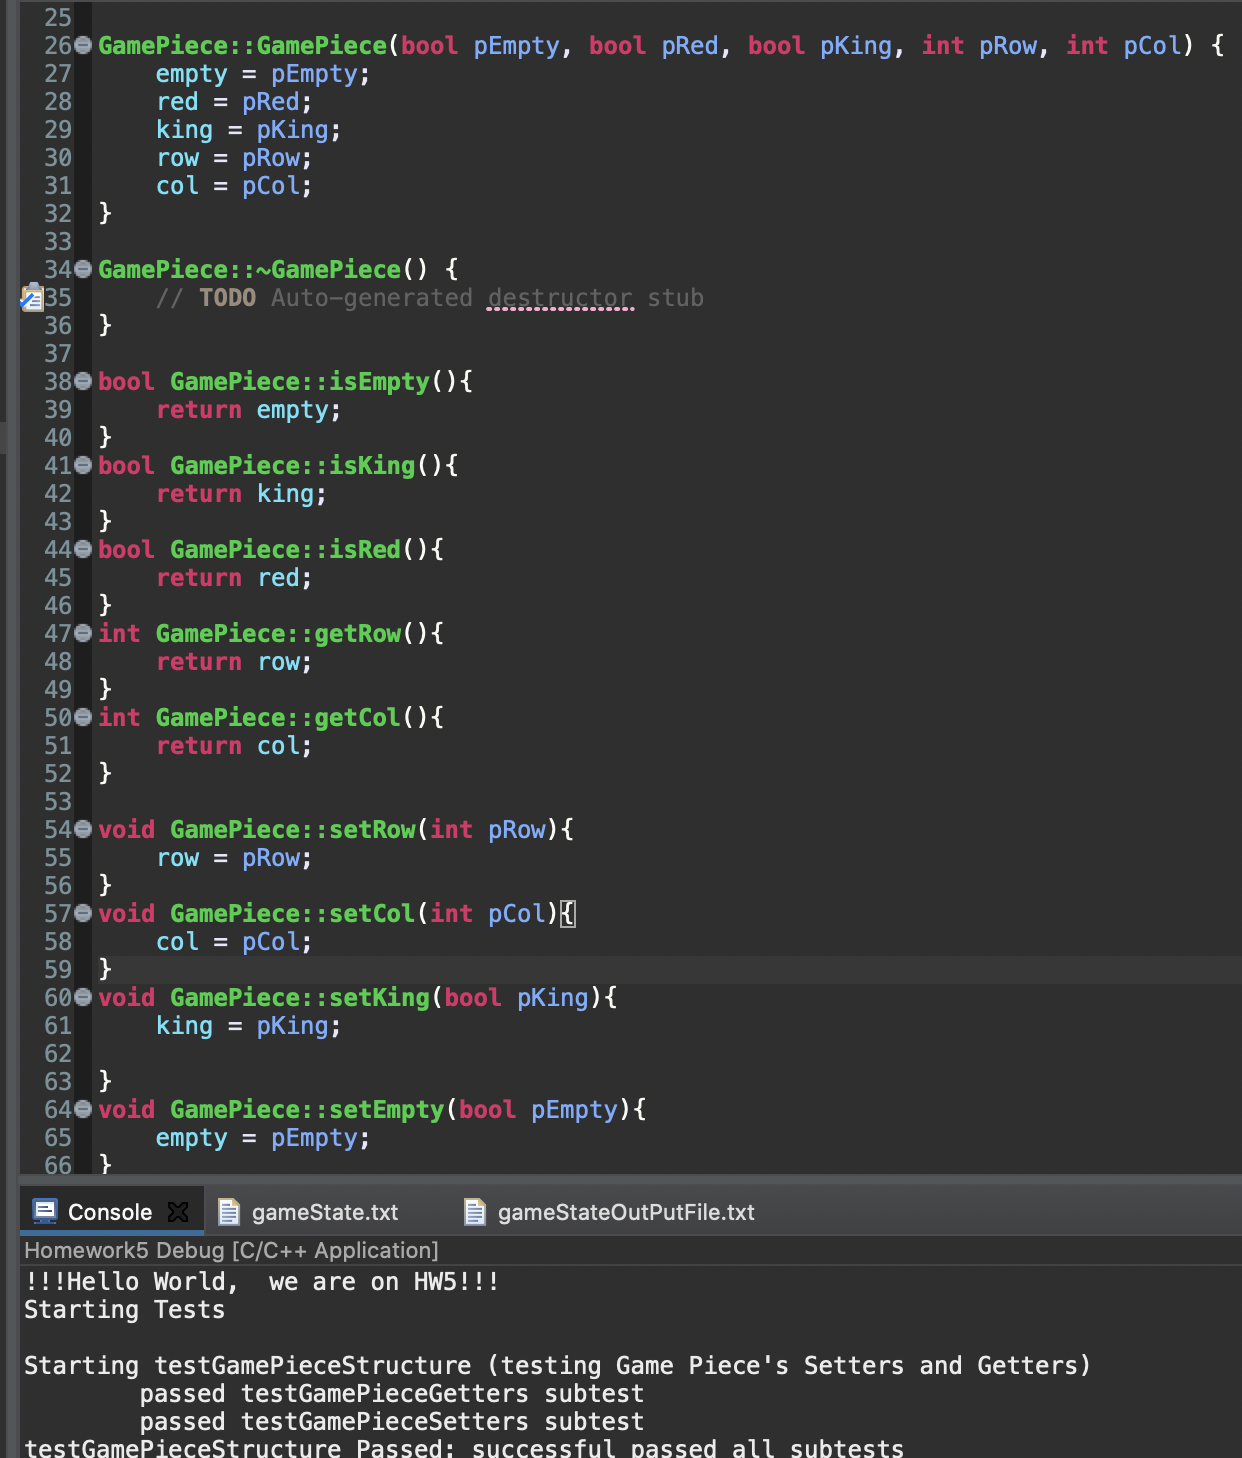 25
26 GamePiece::GamePiece(bool pEmpty, bool pRed, bool pKing, int pRow, int pCol) {
27     empty = pEmpty;
28     red = pRed;
29     king = pKing;
30     row = pRow;
31     col = pCol;
32 }
33
34 GamePiece::~GamePiece() {
35     // TODO Auto-generated destructor stub
36 }
37
38 bool GamePiece::isEmpty(){
39     return empty;
40 }
41 bool GamePiece::isKing(){
42     return king;
43 }
44 bool GamePiece::isRed(){
45     return red;
46 }
47 int GamePiece::getRow(){
48     return row;
49 }
50 int GamePiece::getCol(){
51     return col;
52 }
53
54 void GamePiece::setRow(int pRow){
55     row = pRow;
56 }
57 void GamePiece::setCol(int pCol){
58     col = pCol;
59 }
60 void GamePiece::setKing(bool pKing){
61     king = pKing;
62
63 }
64 void GamePiece::setEmpty(bool pEmpty){
65     empty = pEmpty;
66 }
Console gameState.txt gameStateOutPutFile.txt
Homework5 Debug [C/C++ Application]
!!!Hello World,  we are on HW5!!!
Starting Tests

Starting testGamePieceStructure (testing Game Piece's Setters and Getters)
        passed testGamePieceGetters subtest
        passed testGamePieceSetters subtest
testGamePieceStructure Passed: successful passed all subtests